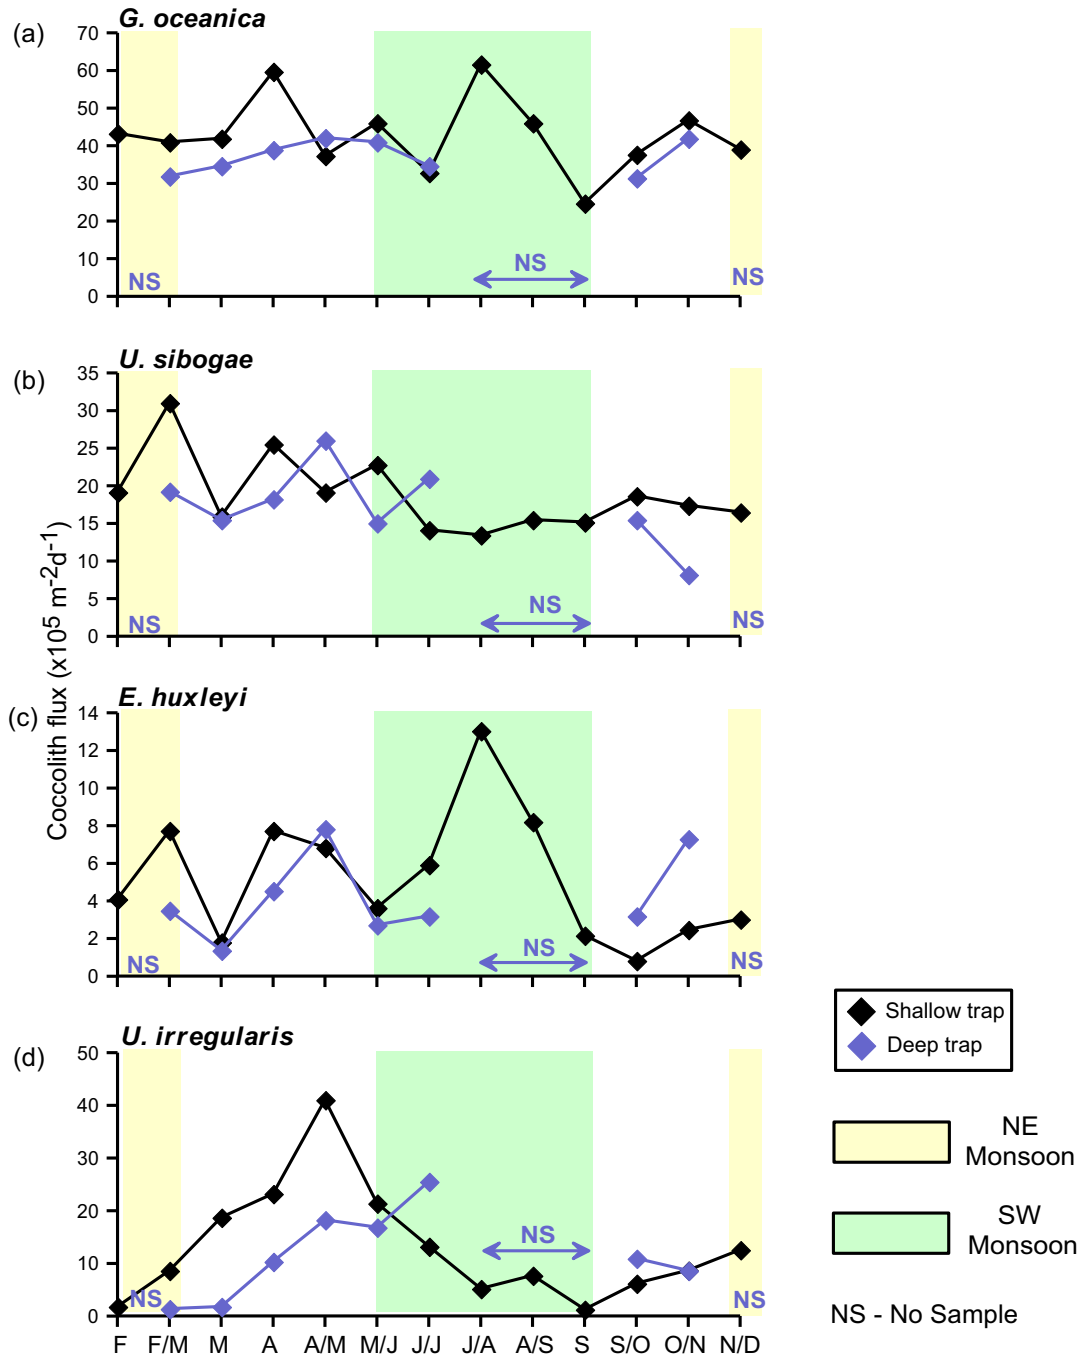 (a)
G. oceanica
70
60
50
40
30
20
10
0
NS
NS
NS
(b)
U. sibogae
35
30
25
20
15
10
5
0
NS
NS
NS
Coccolith flux (x10⁵ m⁻²d⁻¹)
(c)
E. huxleyi
14
12
10
8
6
4
2
0
NS
NS
NS
(d)
U. irregularis
50
40
30
20
10
0
NS
NS
NS
F F/M M A A/M M/J J/J J/A A/S S S/O O/N N/D
Shallow trap
Deep trap
NE
Monsoon
SW
Monsoon
NS - No Sample